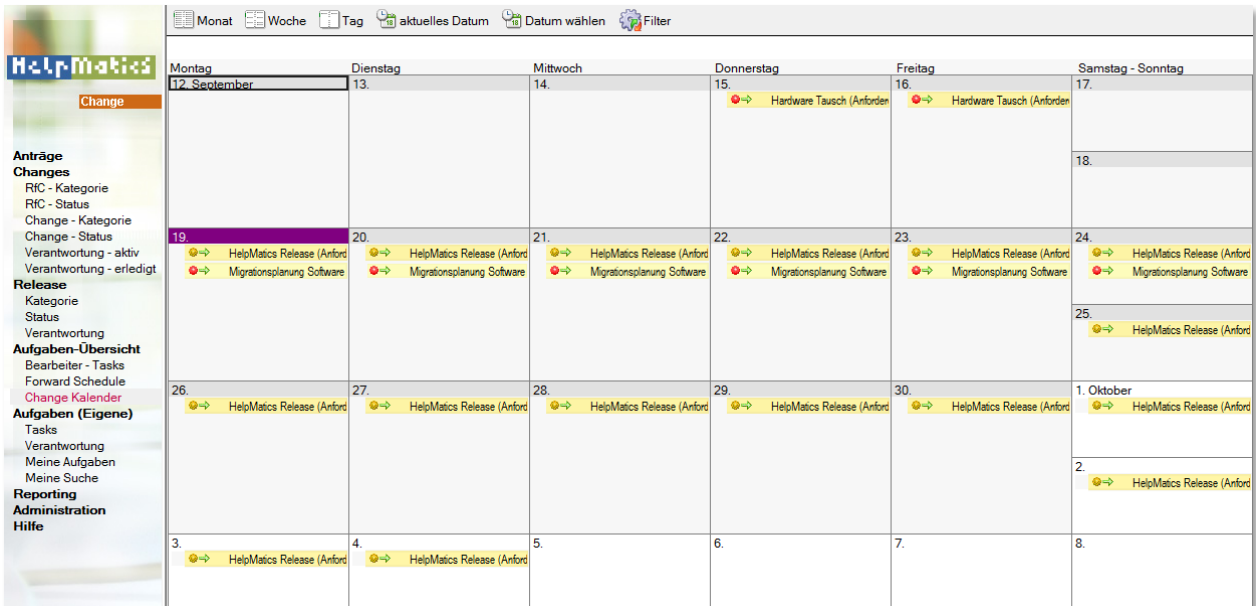 Monat Woche Tag aktuelles Datum Datum wählen Filter
HelpMatics
Change
Anträge
Changes
RfC - Kategorie
RfC - Status
Change - Kategorie
Change - Status
Verantwortung - aktiv
Verantwortung - erledigt
Release
Kategorie
Status
Verantwortung
Aufgaben-Übersicht
Bearbeiter - Tasks
Forward Schedule
Change Kalender
Aufgaben (Eigene)
Tasks
Verantwortung
Meine Aufgaben
Meine Suche
Reporting
Administration
Hilfe
Montag Dienstag Mittwoch Donnerstag Freitag Samstag - Sonntag
12. September 13. 14. 15. 16. 17.
Hardware Tausch (Anforder Hardware Tausch (Anforder
18.
19. 20. 21. 22. 23. 24.
HelpMatics Release (Anford HelpMatics Release (Anford HelpMatics Release (Anford HelpMatics Release (Anford HelpMatics Release (Anford HelpMatics Release (Anford
Migrationsplanung Software Migrationsplanung Software Migrationsplanung Software Migrationsplanung Software Migrationsplanung Software Migrationsplanung Software
25.
HelpMatics Release (Anford
26. 27. 28. 29. 30. 1. Oktober
HelpMatics Release (Anford HelpMatics Release (Anford HelpMatics Release (Anford HelpMatics Release (Anford HelpMatics Release (Anford HelpMatics Release (Anford
2.
HelpMatics Release (Anford
3. 4. 5. 6. 7. 8.
HelpMatics Release (Anford HelpMatics Release (Anford